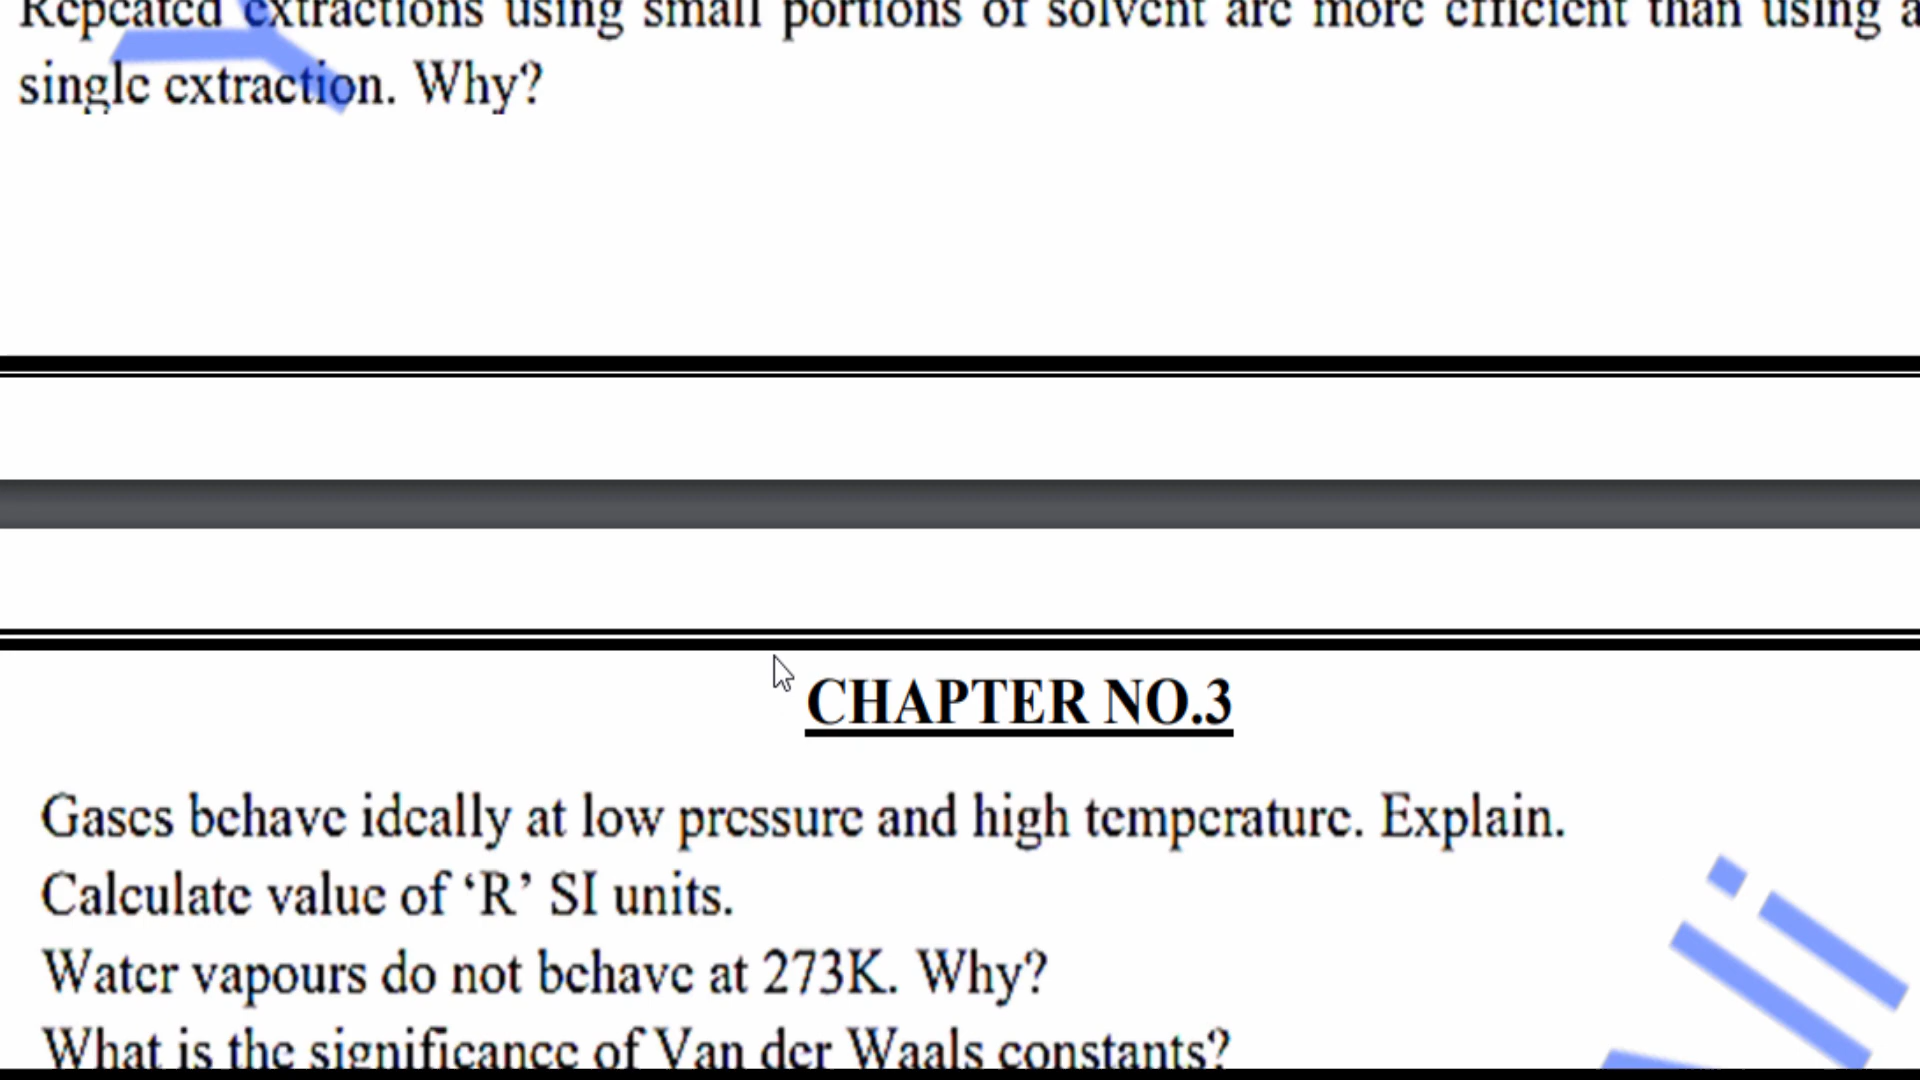 Repeated extractions using small portions of solvent are more efficient than using a
single extraction. Why?
CHAPTER NO.3
Gases behave ideally at low pressure and high temperature. Explain.
Calculate value of ‘R’ SI units.
Water vapours do not behave at 273K. Why?
What is the significance of Van der Waals constants?